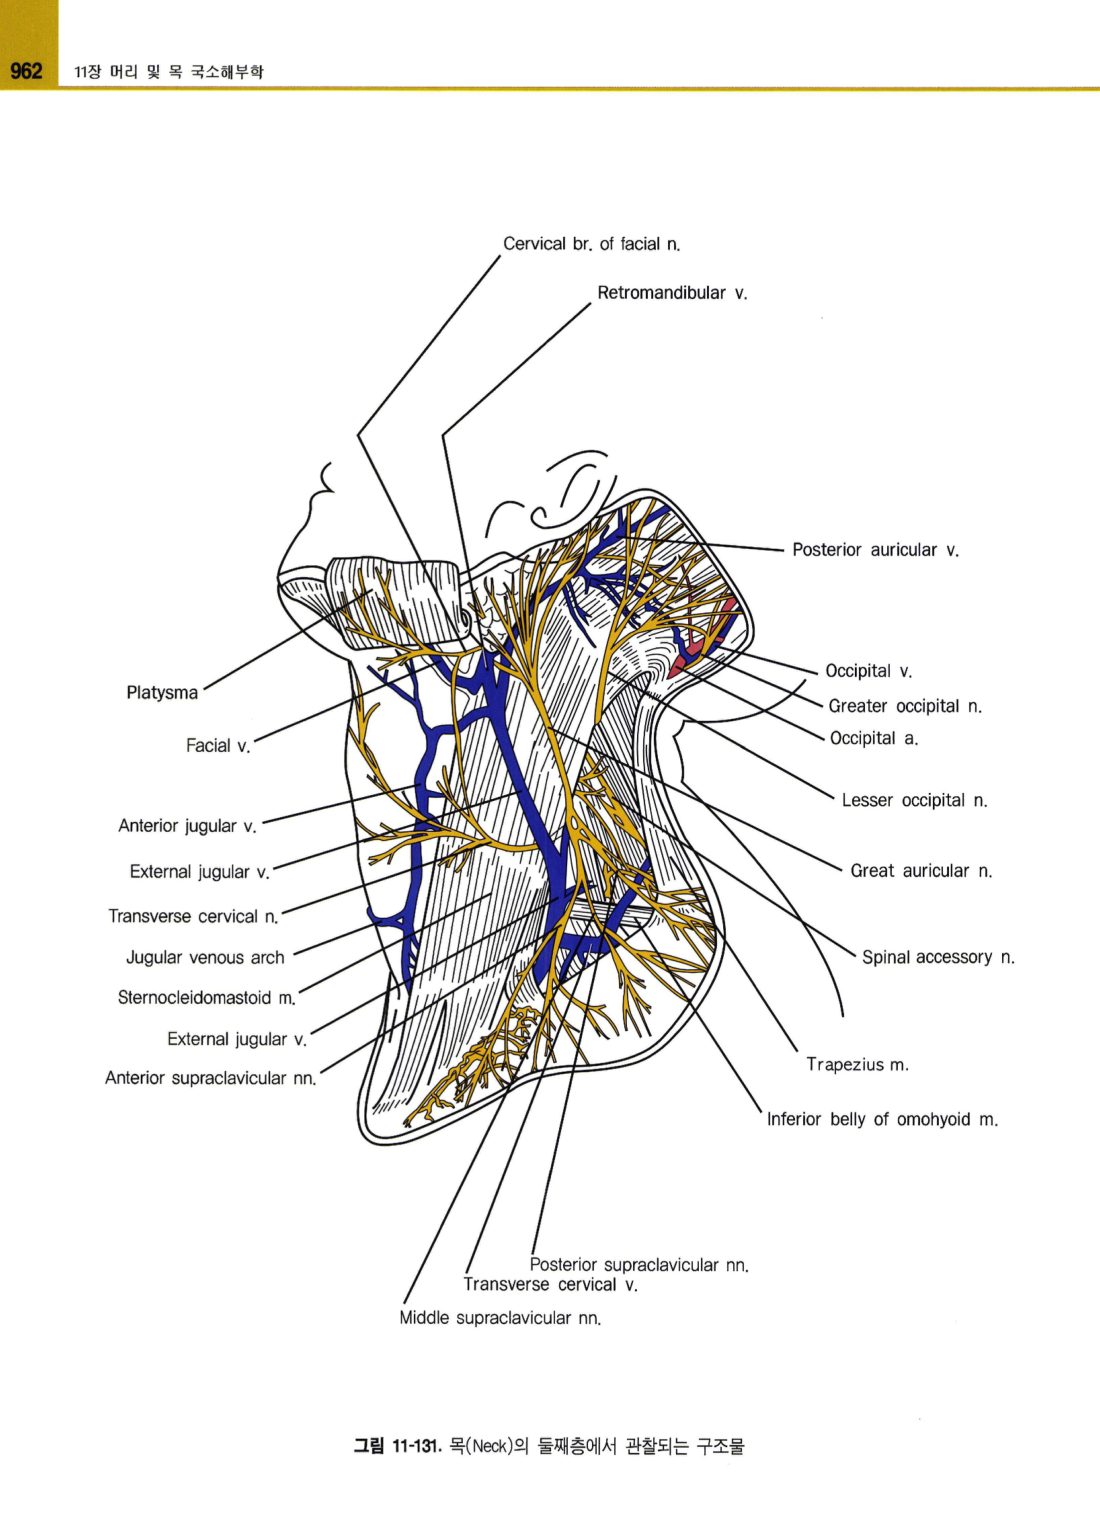 962
11장 머리 및 목 국소해부학
Cervical br. of facial n.
Retromandibular v.
Posterior auricular v.
Platysma
Occipital v.
Greater occipital n.
Facial v.
Occipital a.
Lesser occipital n.
Anterior jugular v.
External jugular v.
Great auricular n.
Transverse cervical n.
Jugular venous arch
Spinal accessory n.
Sternocleidomastoid m.
External jugular v.
Trapezius m.
Anterior supraclavicular nn.
Inferior belly of omohyoid m.
Posterior supraclavicular nn.
Transverse cervical v.
Middle supraclavicular nn.
그림 11-131. 목(Neck)의 둘째층에서 관찰되는 구조물